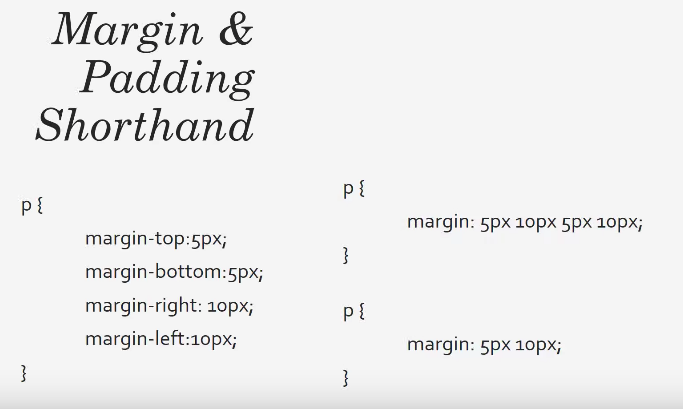 Margin &
Padding
Shorthand
p {
margin-top:5px;
margin-bottom:5px;
margin-right: 10px;
margin-left:10px;
}
p {
margin: 5px 10px 5px 10px;
}
p {
margin: 5px 10px;
}